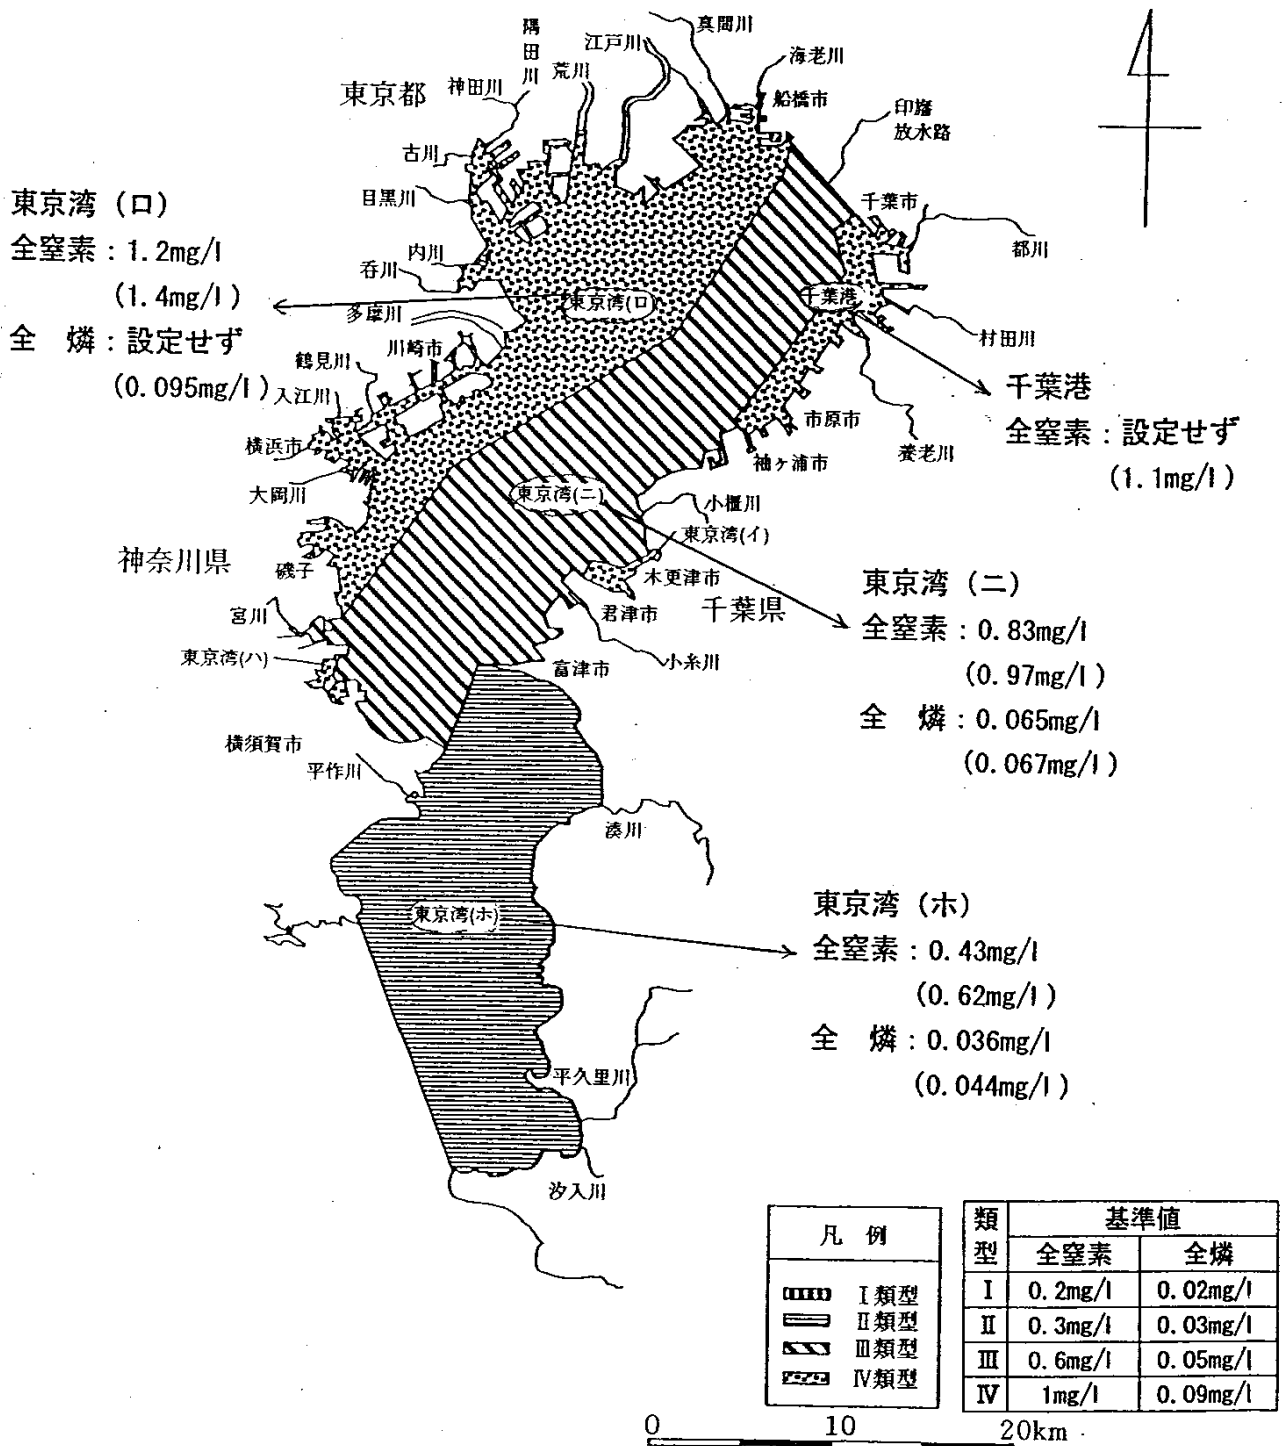 東京都
神田川
隅田川
荒川
江戸川
真間川
海老川
船橋市
印旛
放水路
古川
目黒川
千葉市
都川
内川
呑川
東京湾（ロ）
全窒素：1.2mg/l
(1.4mg/l)
全　燐：設定せず
(0.095mg/l)
東京湾(ロ)
千葉港
多摩川
川崎市
鶴見川
入江川
村田川
千葉港
全窒素：設定せず
(1.1mg/l)
横浜市
大岡川
市原市
養老川
袖ヶ浦市
東京湾(ニ)
小櫃川
東京湾(イ)
神奈川県
磯子
木更津市
千葉県
君津市
宮川
東京湾(ハ)
小糸川
富津市
東京湾（ニ）
全窒素：0.83mg/l
(0.97mg/l)
全　燐：0.065mg/l
(0.067mg/l)
横須賀市
平作川
湊川
東京湾(ホ)
東京湾（ホ）
全窒素：0.43mg/l
(0.62mg/l)
全　燐：0.036mg/l
(0.044mg/l)
平久里川
汐入川
凡 例
Ⅰ類型
Ⅱ類型
Ⅲ類型
Ⅳ類型
類型 基準値
全窒素 全燐
Ⅰ 0.2mg/l 0.02mg/l
Ⅱ 0.3mg/l 0.03mg/l
Ⅲ 0.6mg/l 0.05mg/l
Ⅳ 1mg/l 0.09mg/l
0 10 20km